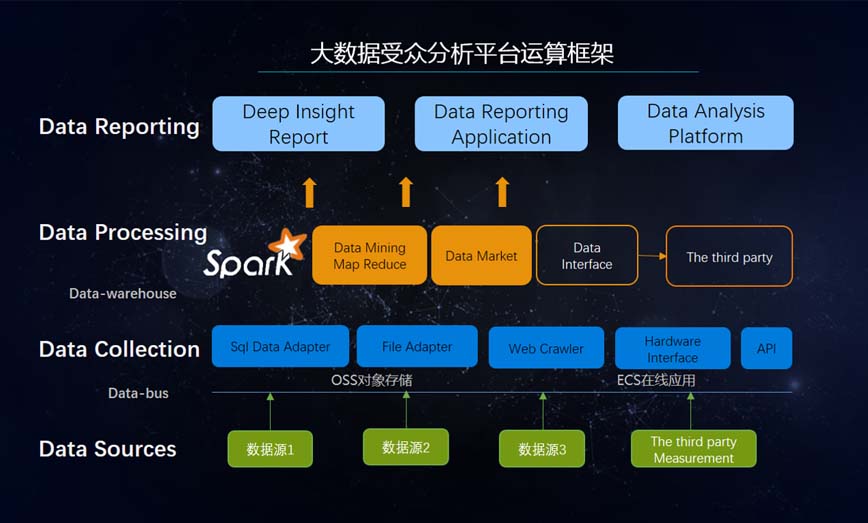 大数据受众分析平台运算框架
Data Reporting
Deep Insight
Report
Data Reporting
Application
Data Analysis
Platform
Data Processing
Spark
Data Mining
Map Reduce
Data Market
Data
Interface
The third party
Data-warehouse
Data Collection
Sql Data Adapter
File Adapter
Web Crawler
Hardware
Interface
API
OSS对象存储
ECS在线应用
Data-bus
Data Sources
数据源1
数据源2
数据源3
The third party
Measurement